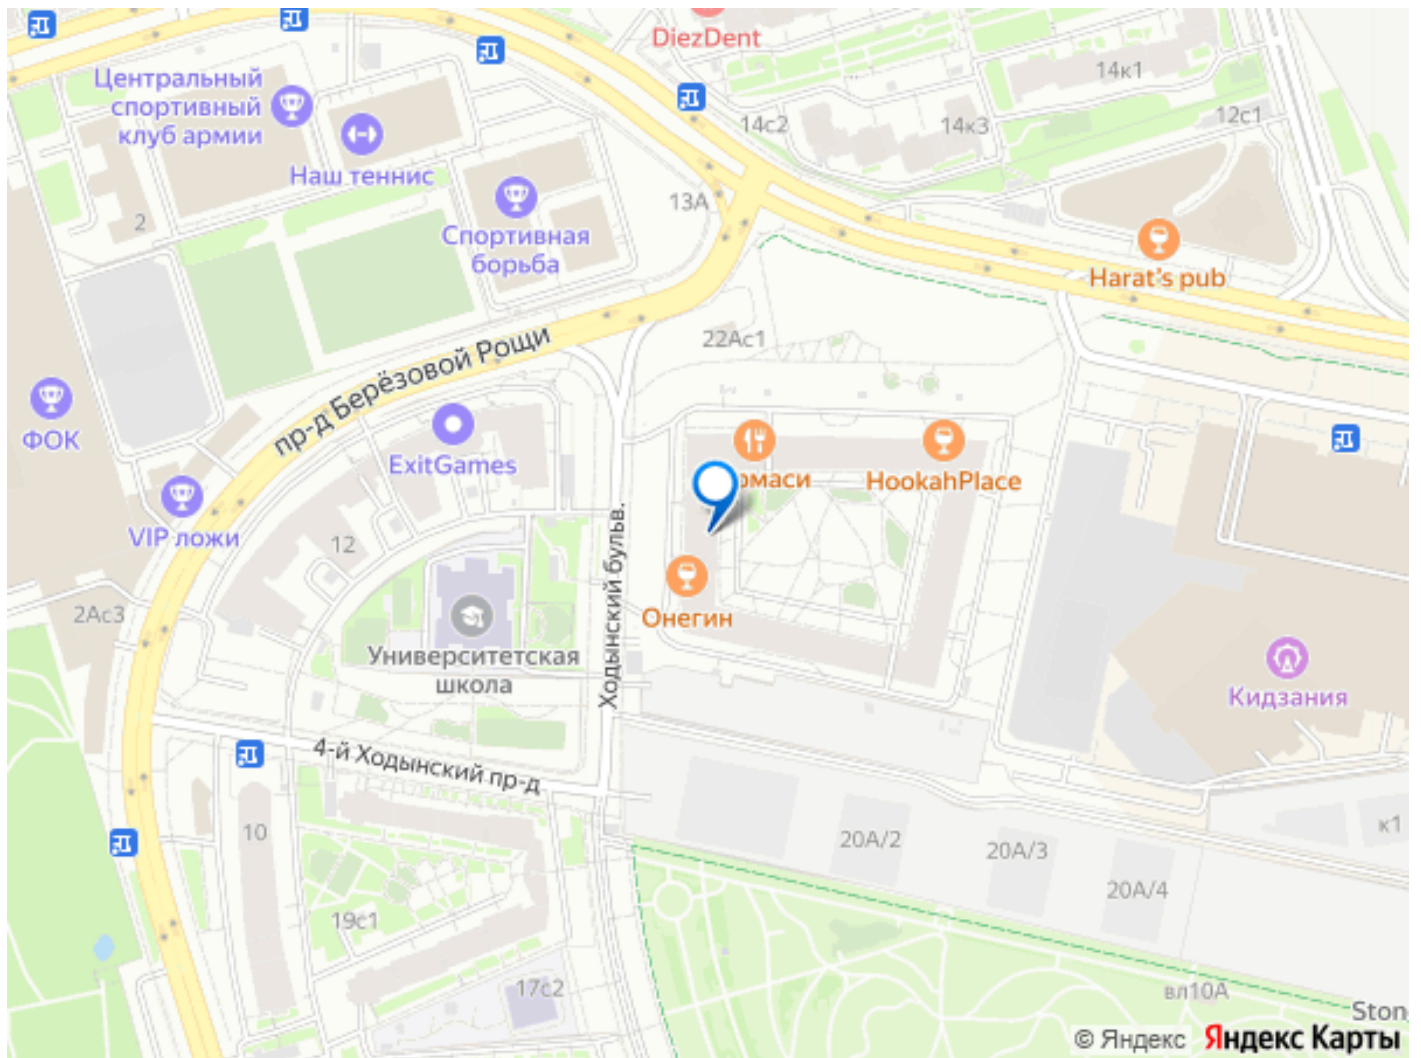 DiezDent
Центральный
спортивный
клуб армии
14к1
14с2
14к3
12с1
Наш теннис
13А
2
Спортивная
борьба
Harat's pub
22Ас1
пр-д Берёзовой Рощи
ФОК
ExitGames
рмаси
HookahPlace
VIP ложи
12
Ходынский бульв.
2Ас3
Онегин
Университетская
школа
Кидзания
4-й Ходынский пр-д
10
20А/2
20А/3
к1
20А/4
19с1
17с2
вл10А
Ston
© Яндекс Яндекс Карты